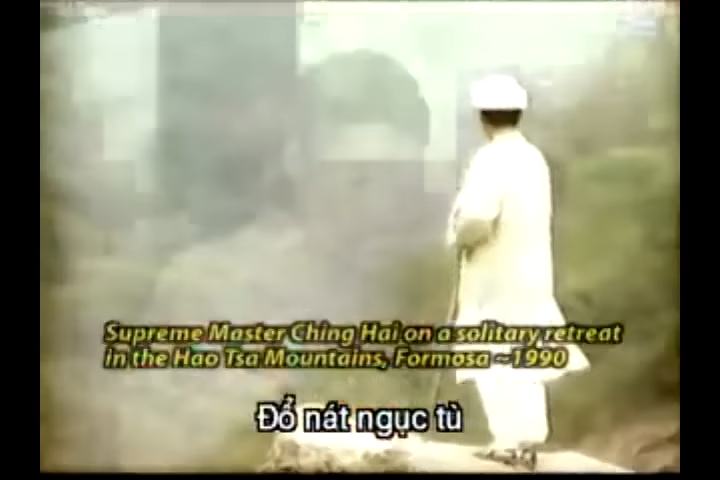 Supreme Master Ching Hai on a solitary retreat
in the Hao Tsa Mountains, Formosa ~1990
Đổ nát ngục tù